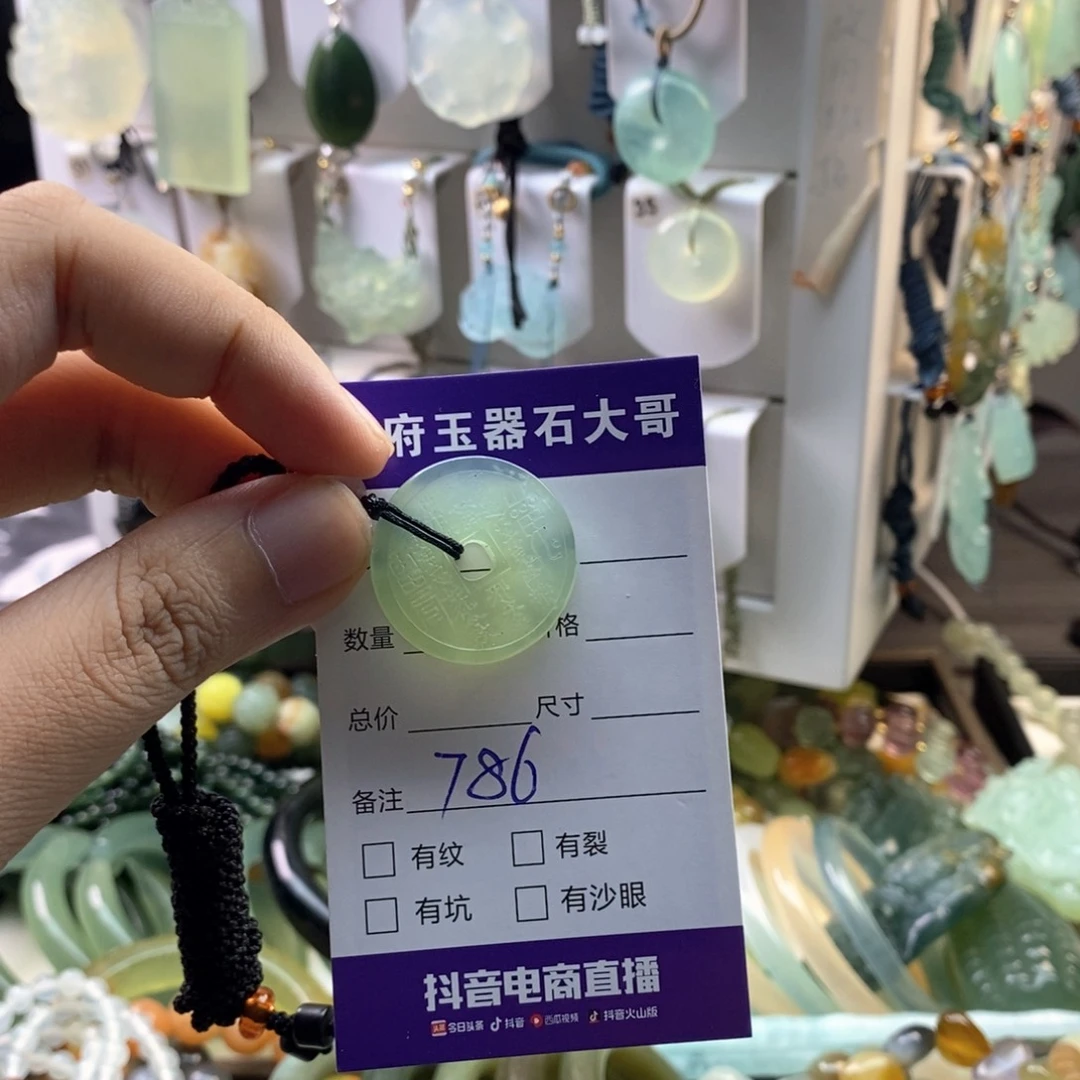 府玉器石大哥
数量
格
总价 尺寸
备注 786
有纹 有裂
有坑 有沙眼
抖音电商直播
头条 今日头条 抖音 西瓜视频 抖音火山版